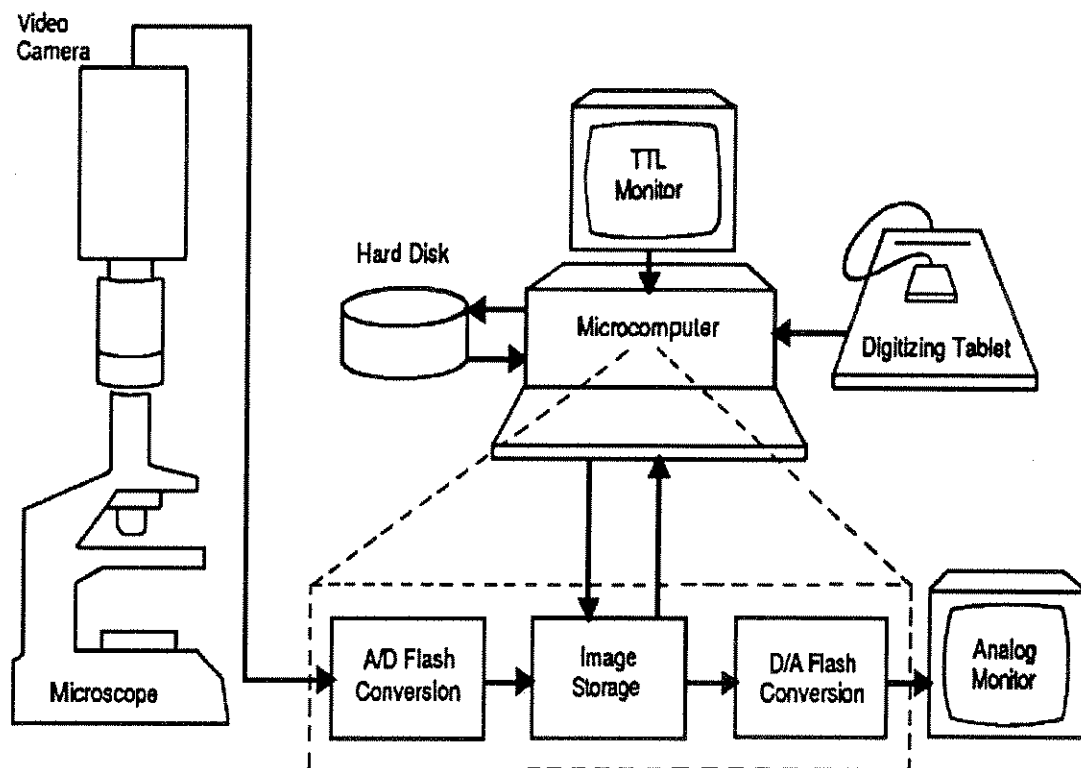 Video
Camera
TTL
Monitor
Hard Disk
Microcomputer
Digitizing Tablet
A/D Flash
Conversion
Image
Storage
D/A Flash
Conversion
Analog
Monitor
Microscope